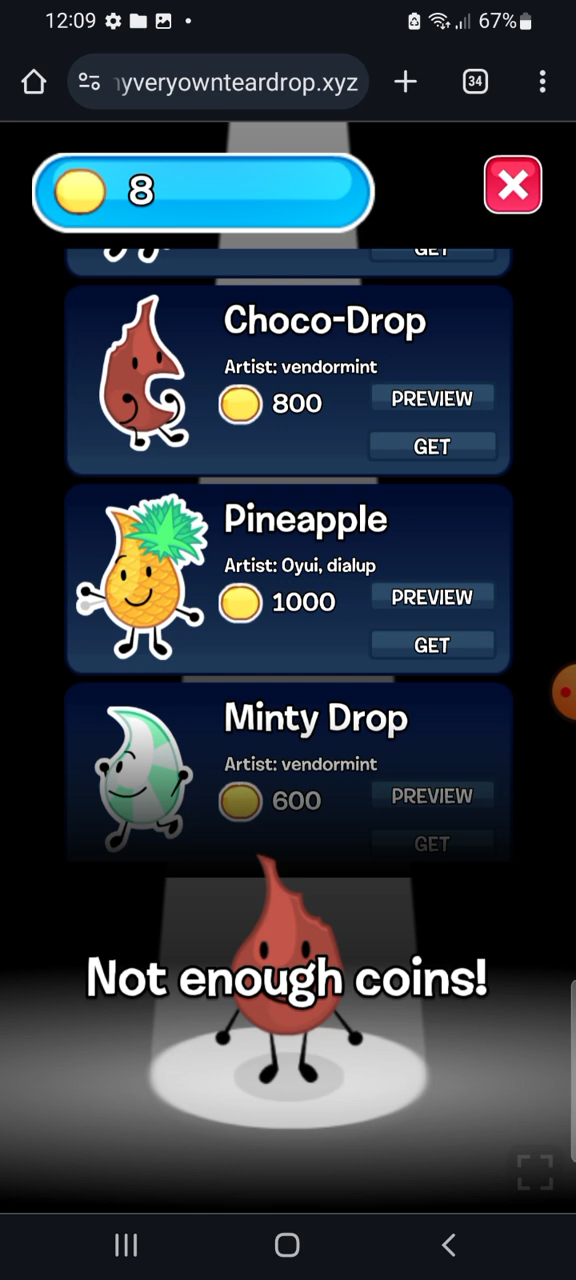 12:09
67%
yveryownteardrop.xyz
34
8
GET
Choco-Drop
Artist: vendormint
800
PREVIEW
GET
Pineapple
Artist: Oyui, dialup
1000
PREVIEW
GET
Minty Drop
Artist: vendormint
600
PREVIEW
GET
Not enough coins!